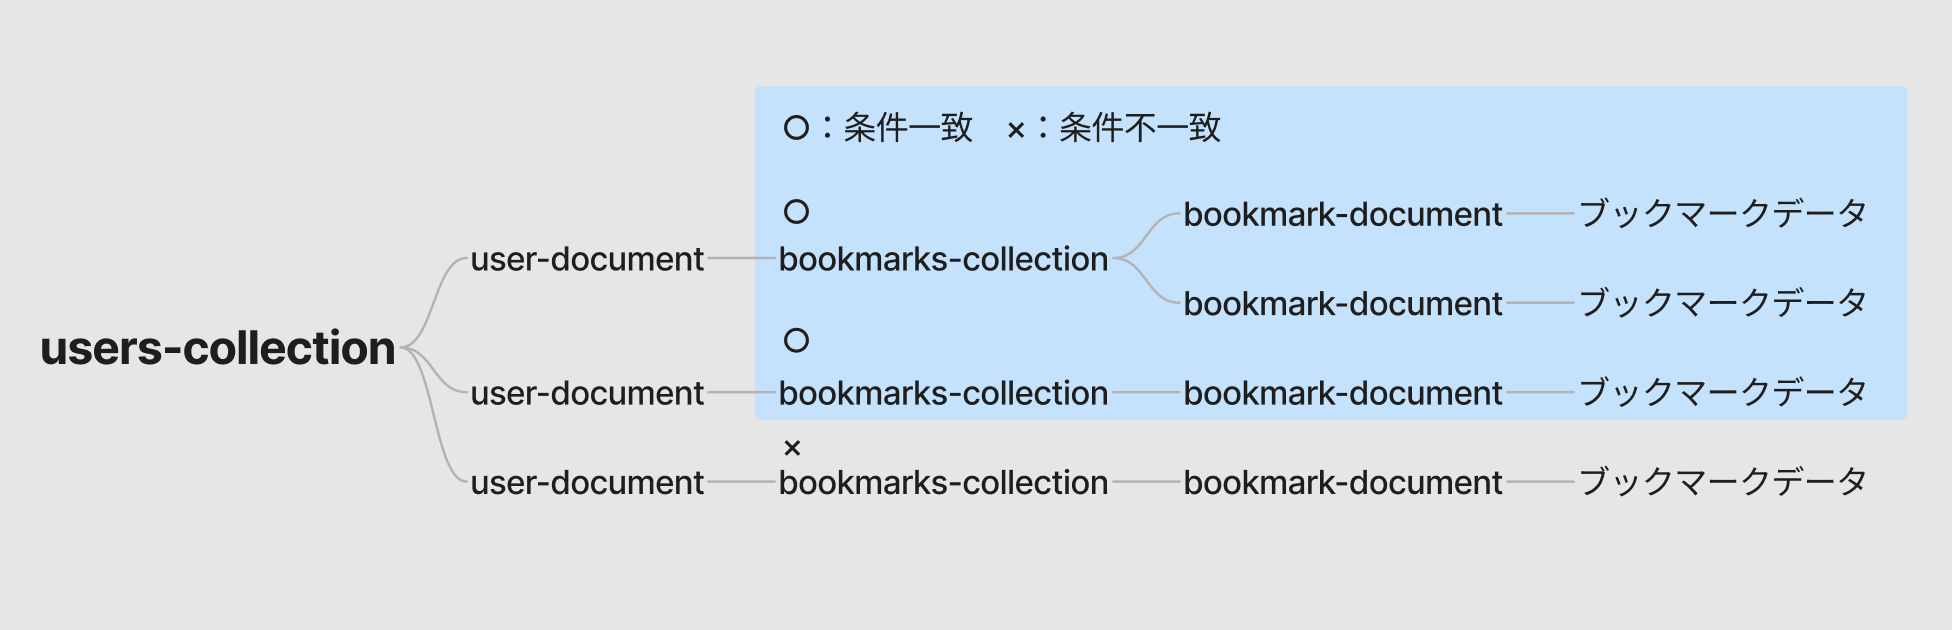 ○：条件一致　×：条件不一致
○
bookmark-document ブックマークデータ
user-document bookmarks-collection
bookmark-document ブックマークデータ
○
users-collection
user-document bookmarks-collection bookmark-document ブックマークデータ
×
user-document bookmarks-collection bookmark-document ブックマークデータ